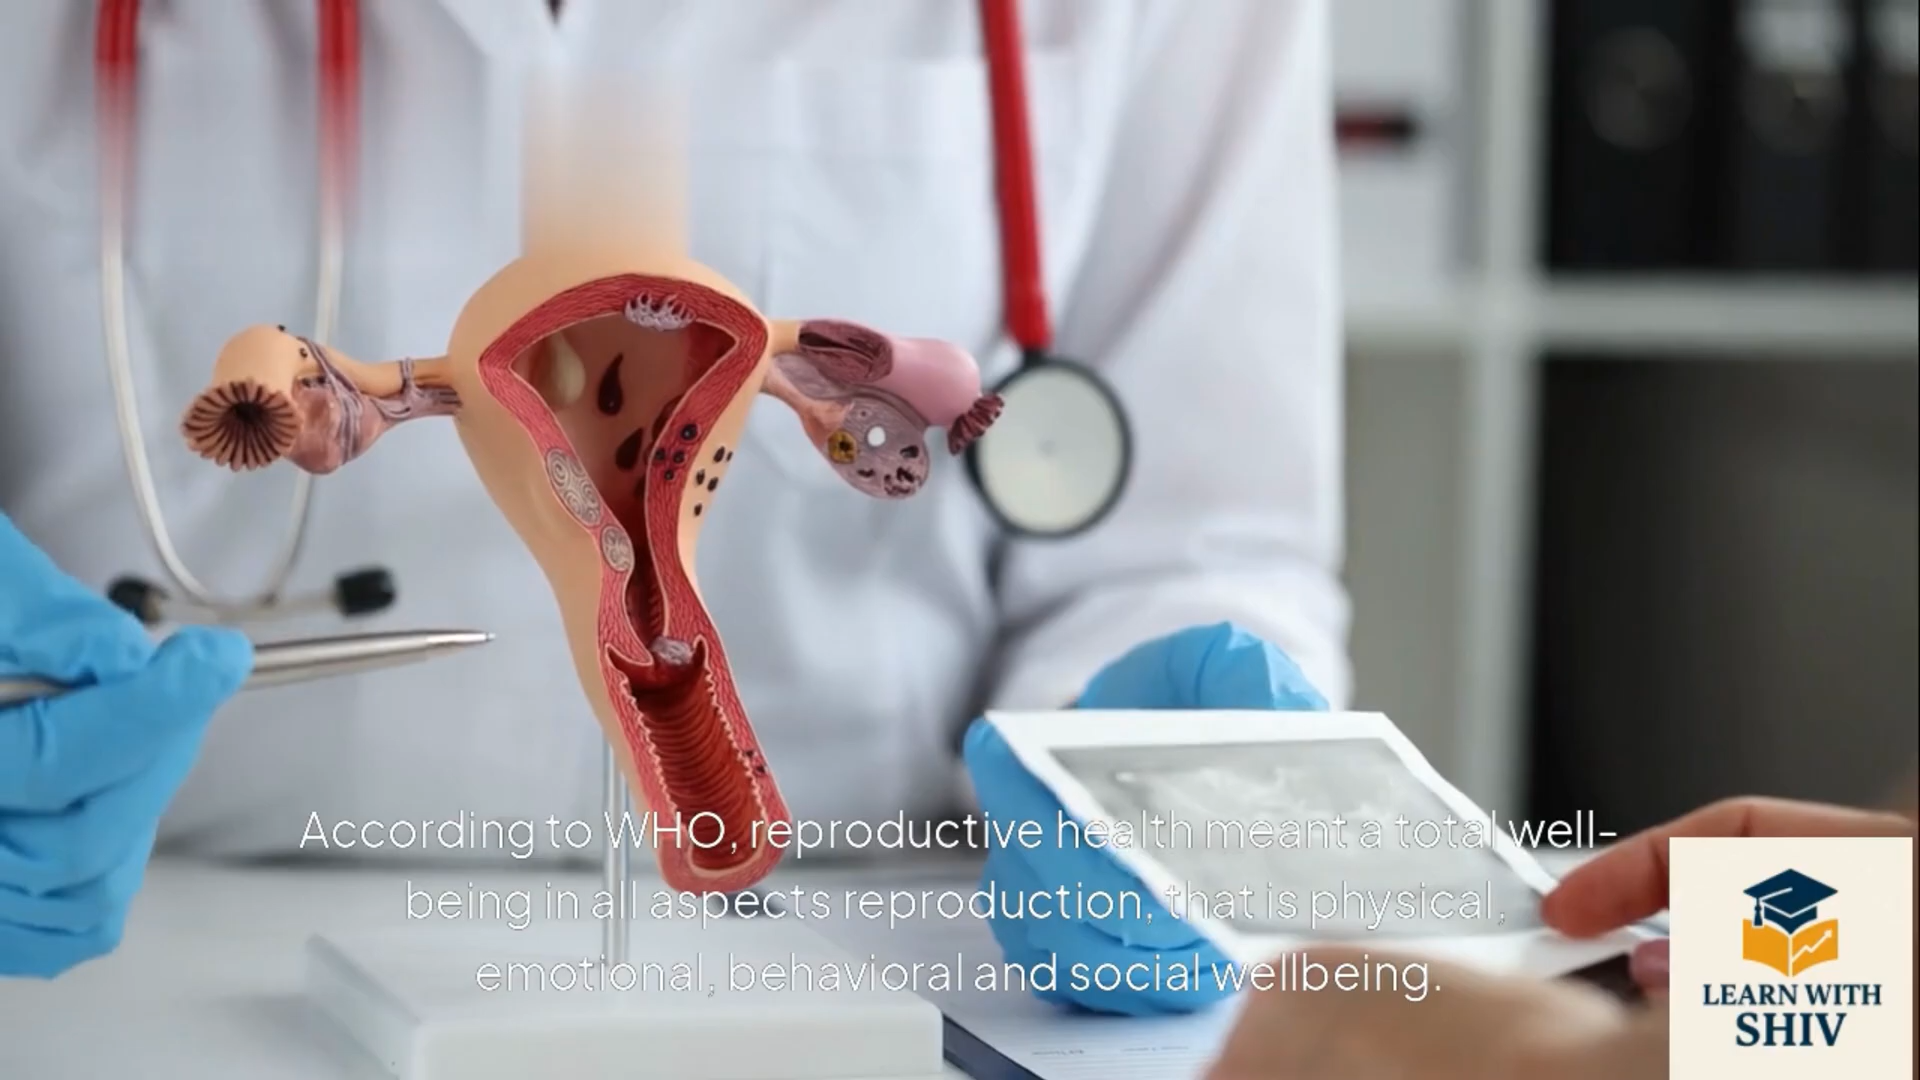 According to WHO, reproductive health meant a total well-
being in all aspects reproduction, that is physical,
emotional, behavioral and social wellbeing.
LEARN WITH
SHIV